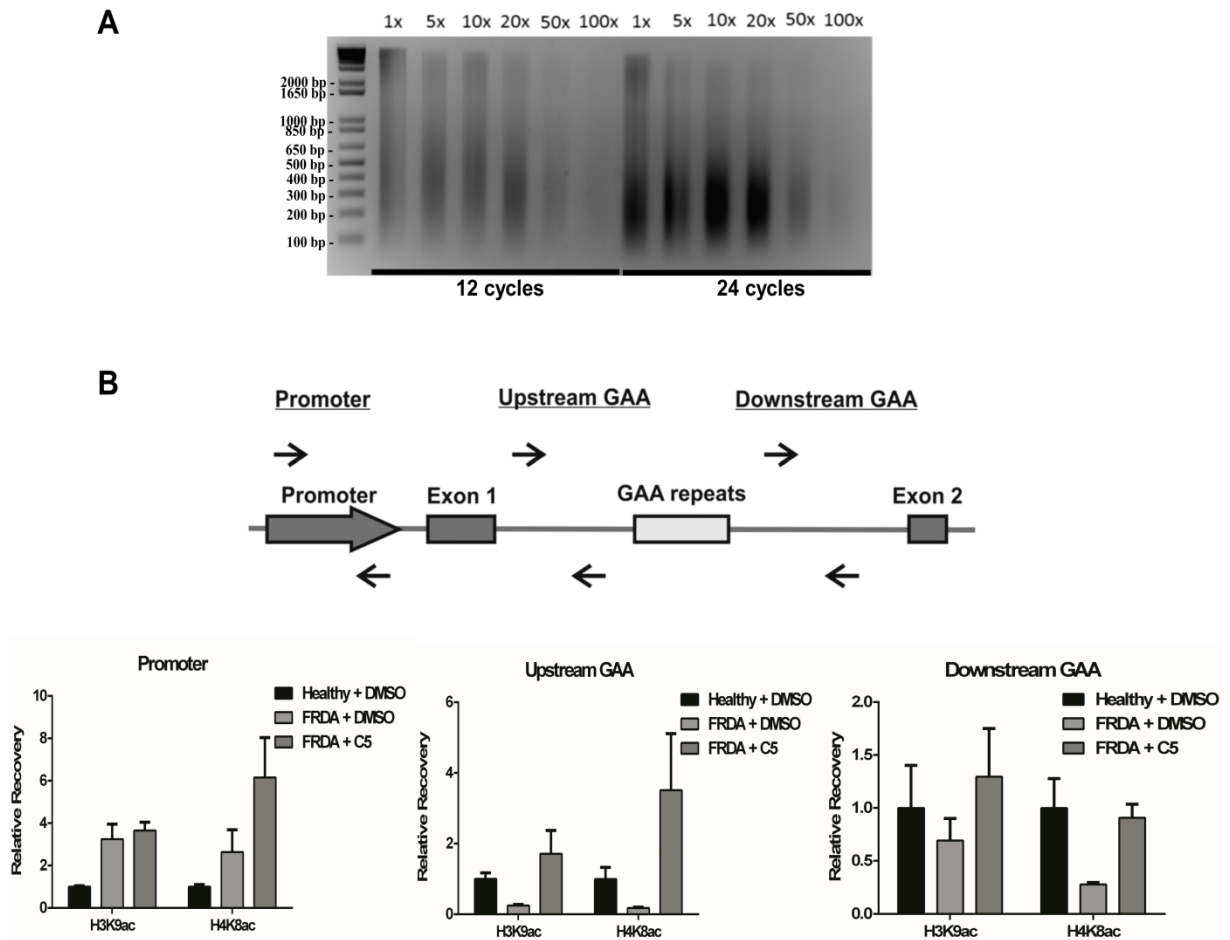 A
1x 5x 10x 20x 50x 100x 1x 5x 10x 20x 50x 100x
2000 bp -
1650 bp -
1000 bp -
850 bp -
650 bp -
500 bp -
400 bp -
300 bp -
200 bp -
100 bp -
12 cycles 24 cycles
B
Promoter Upstream GAA Downstream GAA
Promoter Exon 1 GAA repeats Exon 2
Promoter
Relative Recovery
10
8
6
4
2
0
H3K9ac H4K8ac
Healthy + DMSO
FRDA + DMSO
FRDA + C5
Upstream GAA
Relative Recovery
6
4
2
0
H3K9ac H4K8ac
Healthy + DMSO
FRDA + DMSO
FRDA + C5
Downstream GAA
Relative Recovery
2.0
1.5
1.0
0.5
0
H3K9ac H4K8ac
Healthy + DMSO
FRDA + DMSO
FRDA + C5